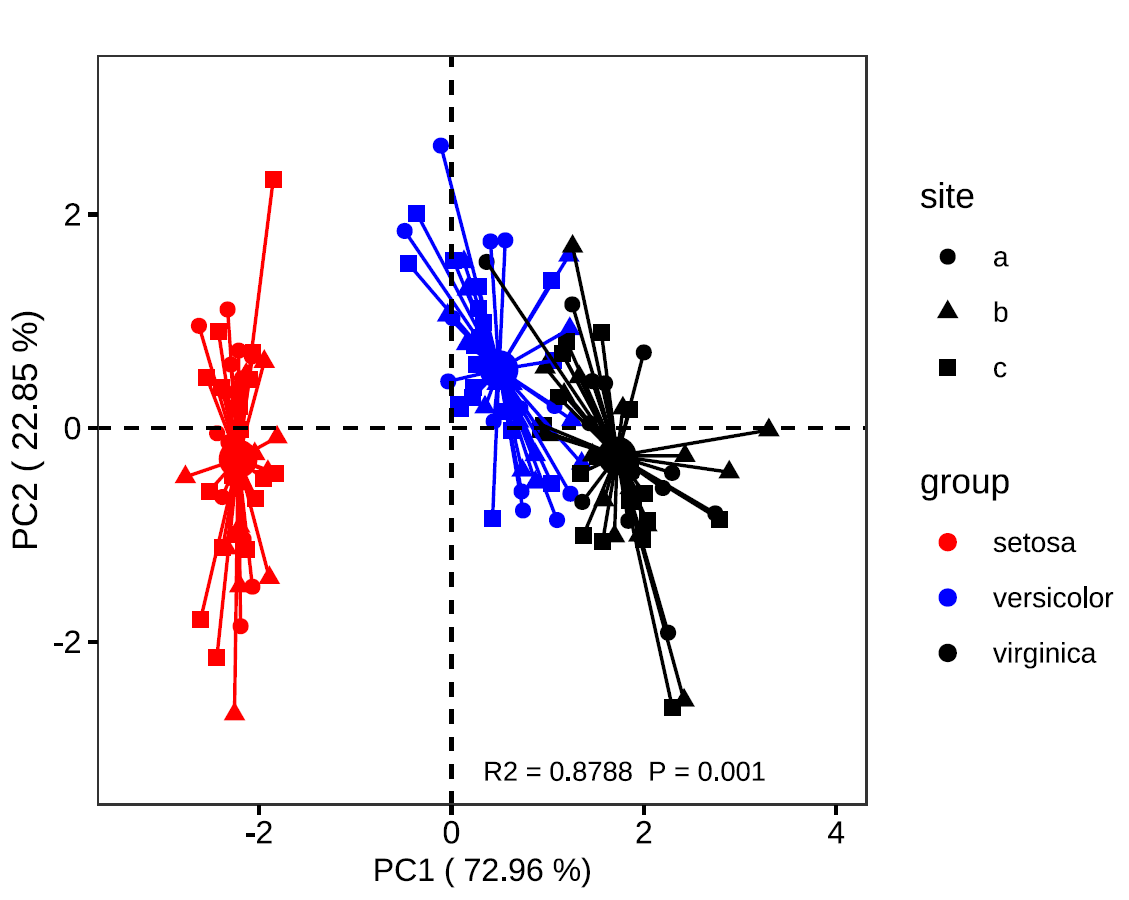 2
0
-2
PC2 ( 22.85 %)
R2 = 0.8788  P = 0.001
-2
0
2
4
PC1 ( 72.96 %)
site
a
b
c
group
setosa
versicolor
virginica